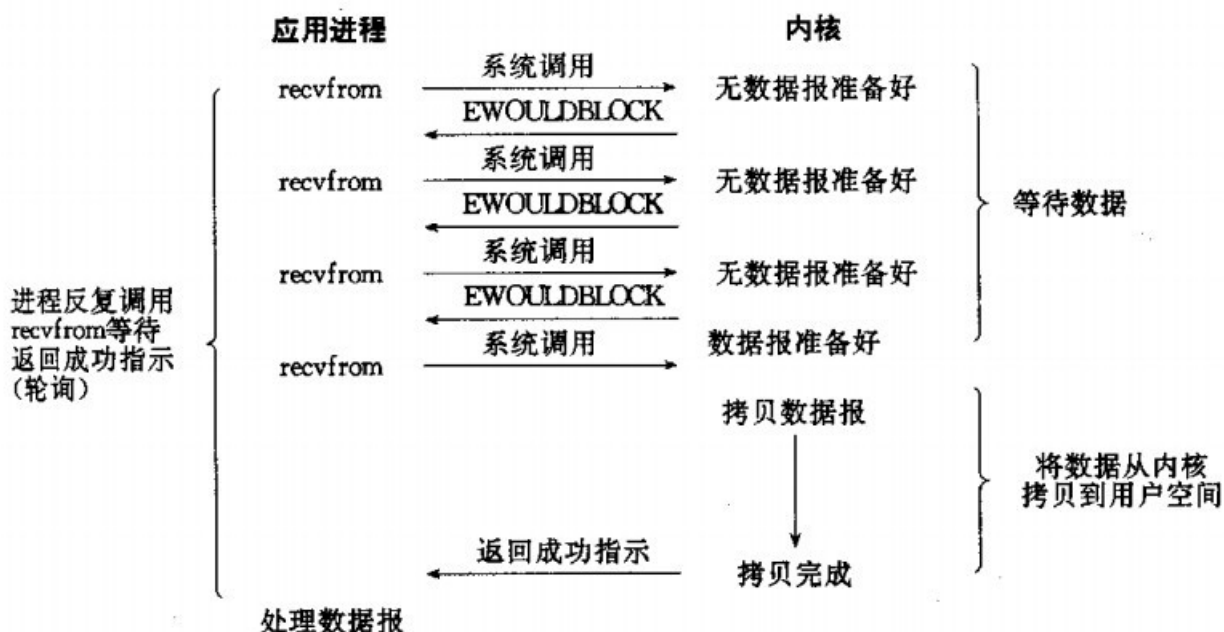 应用进程 内核
recvfrom 系统调用 无数据报准备好
EWOULDBLOCK
recvfrom 系统调用 无数据报准备好
EWOULDBLOCK
等待数据
recvfrom 系统调用 无数据报准备好
EWOULDBLOCK
进程反复调用
recvfrom等待
返回成功指示
(轮询)
recvfrom 系统调用 数据报准备好
拷贝数据报
将数据从内核
拷贝到用户空间
返回成功指示 拷贝完成
处理数据报